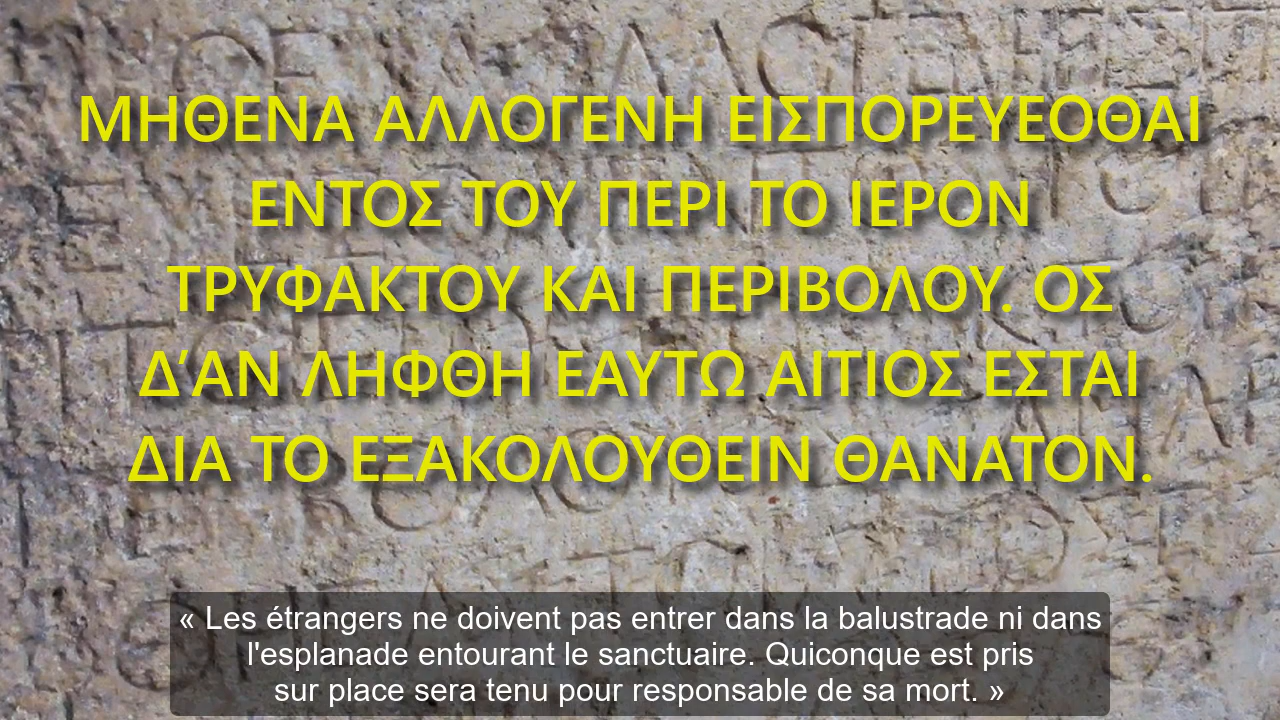 ΜΗΘΕΝΑ ΑΛΛΟΓΕΝΗ ΕΙΣΠΟΡΕΥΕΟΘΑΙ
ΕΝΤΟΣ ΤΟΥ ΠΕΡΙ ΤΟ ΙΕΡΟΝ
ΤΡΥΦΑΚΤΟΥ ΚΑΙ ΠΕΡΙΒΟΛΟΥ. ΟΣ
Δ’ΑΝ ΛΗΦΘΗ ΕΑΥΤΩ ΑΙΤΙΟΣ ΕΣΤΑΙ
ΔΙΑ ΤΟ ΕΞΑΚΟΛΟΥΘΕΙΝ ΘΑΝΑΤΟΝ.
« Les étrangers ne doivent pas entrer dans la balustrade ni dans
l'esplanade entourant le sanctuaire. Quiconque est pris
sur place sera tenu pour responsable de sa mort. »